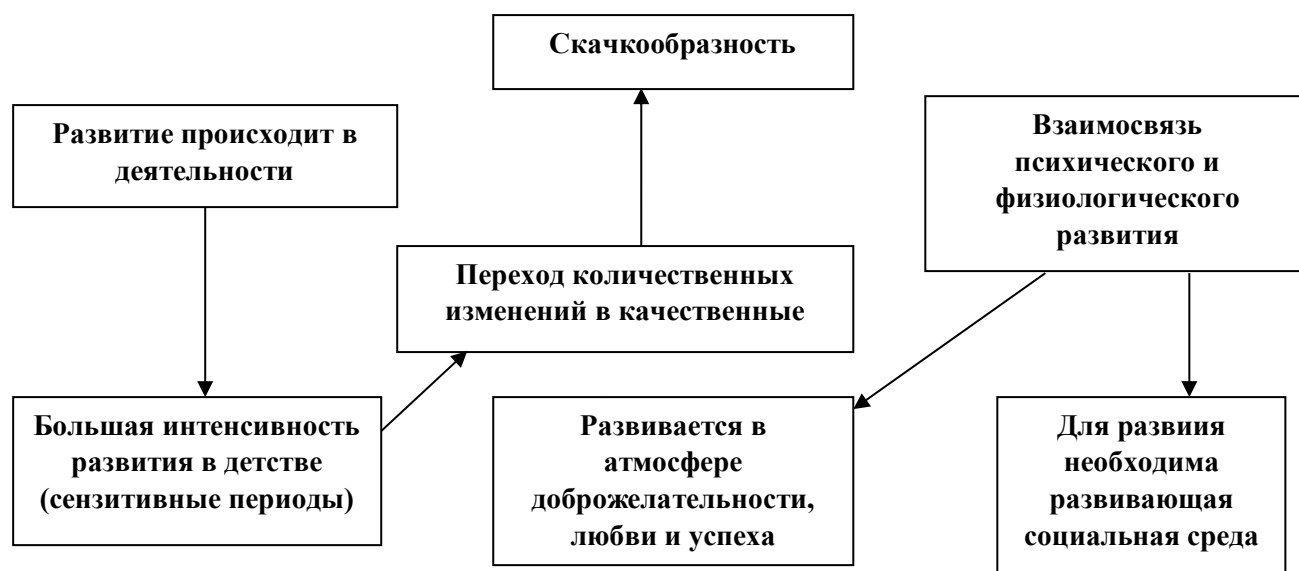 Скачкообразность
Развитие происходит в
деятельности
Взаимосвязь
психического и
физиологического
развития
Переход количественных
изменений в качественные
Большая интенсивность
развития в детстве
(сензитивные периоды)
Развивается в
атмосфере
доброжелательности,
любви и успеха
Для развиия
необходима
развивающая
социальная среда